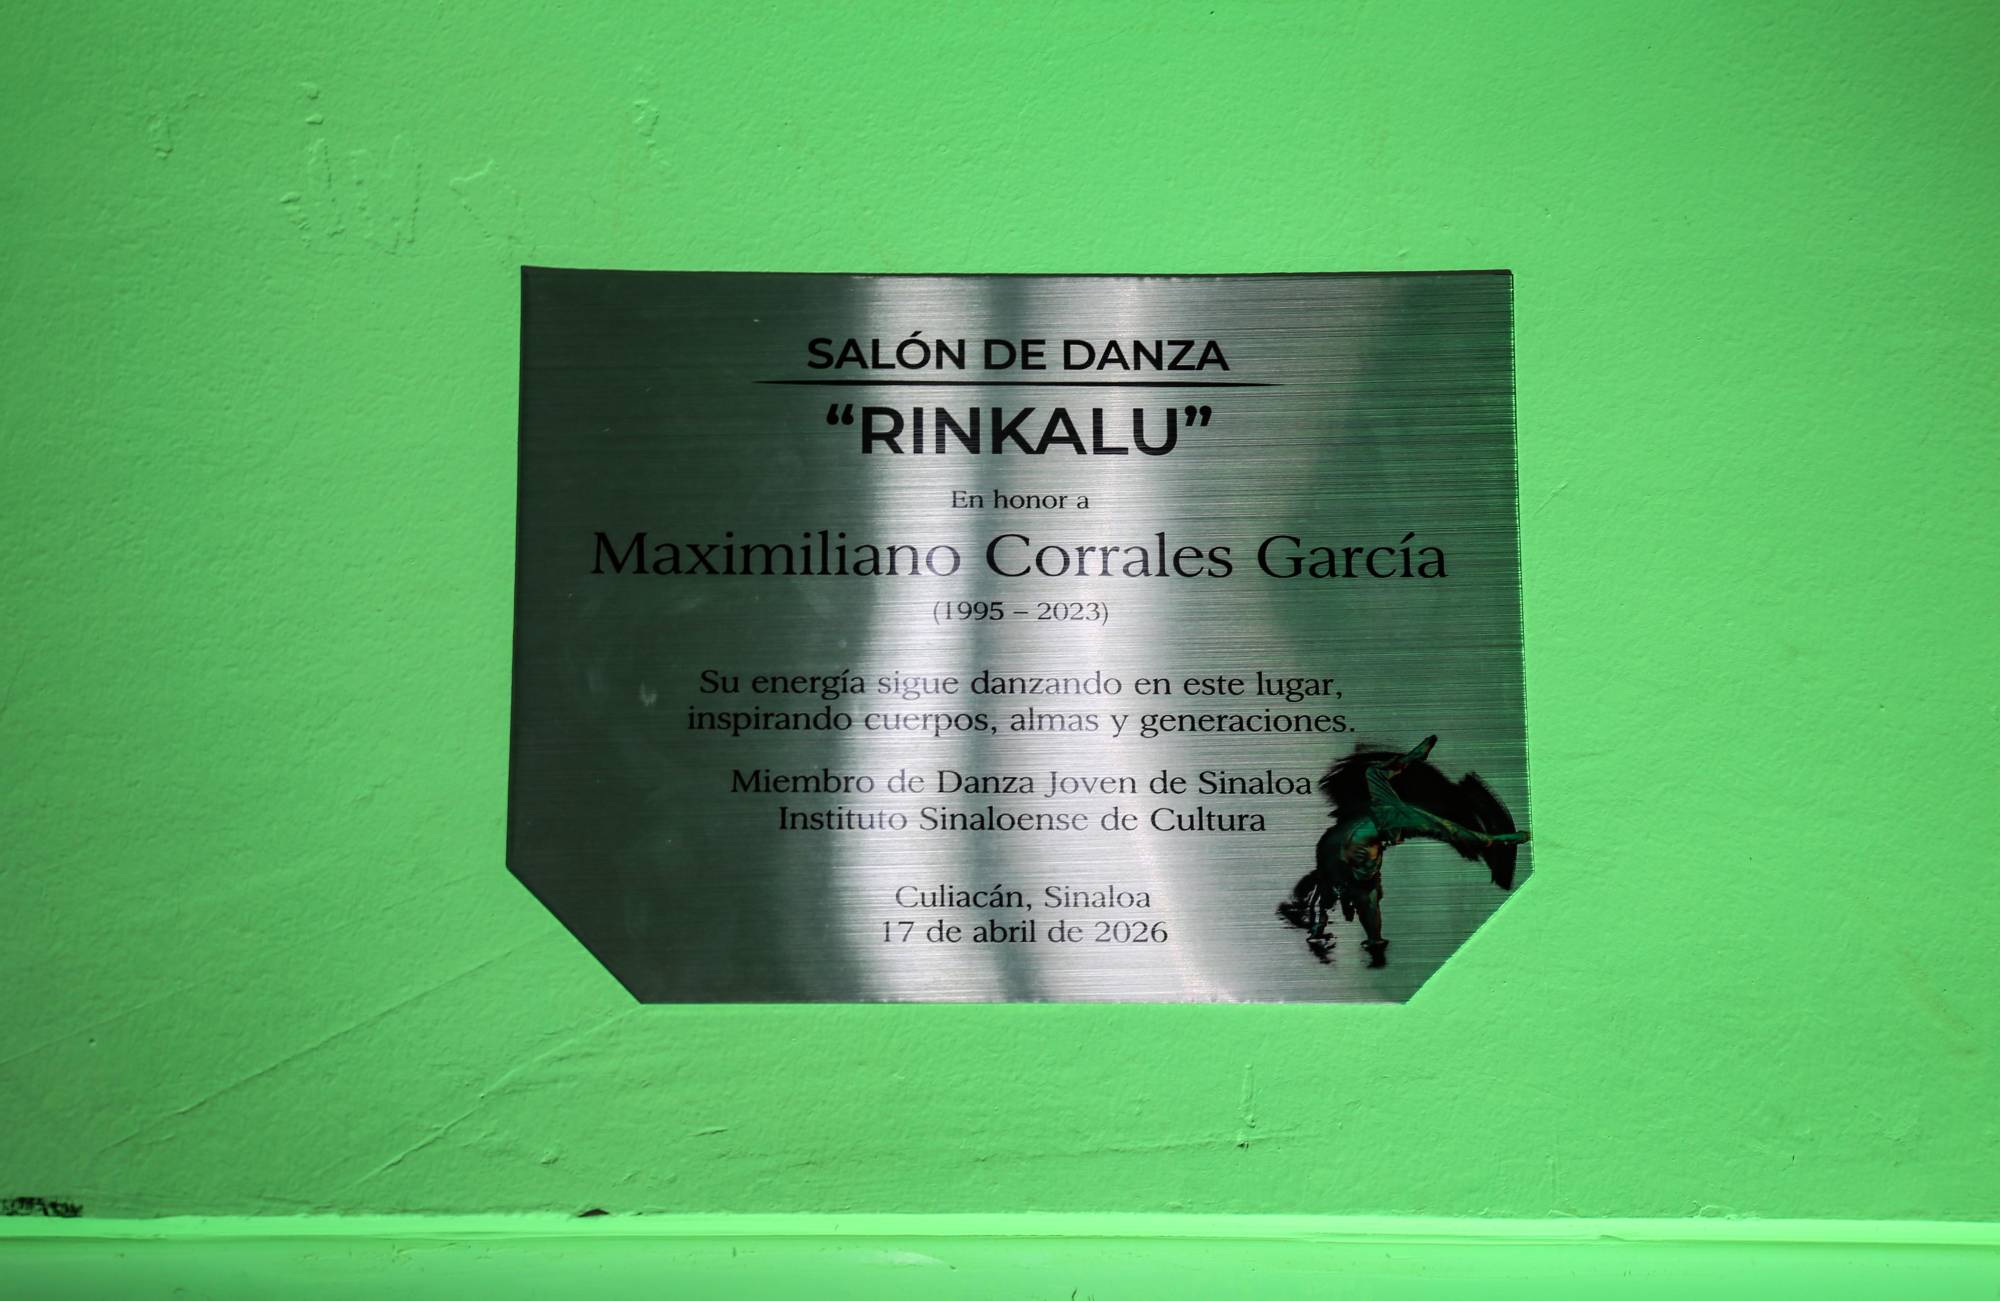 SALÓN DE DANZA
“RINKALU”
En honor a
Maximiliano Corrales García
(1995 – 2023)
Su energía sigue danzando en este lugar,
inspirando cuerpos, almas y generaciones.
Miembro de Danza Joven de Sinaloa
Instituto Sinaloense de Cultura
Culiacán, Sinaloa
17 de abril de 2026